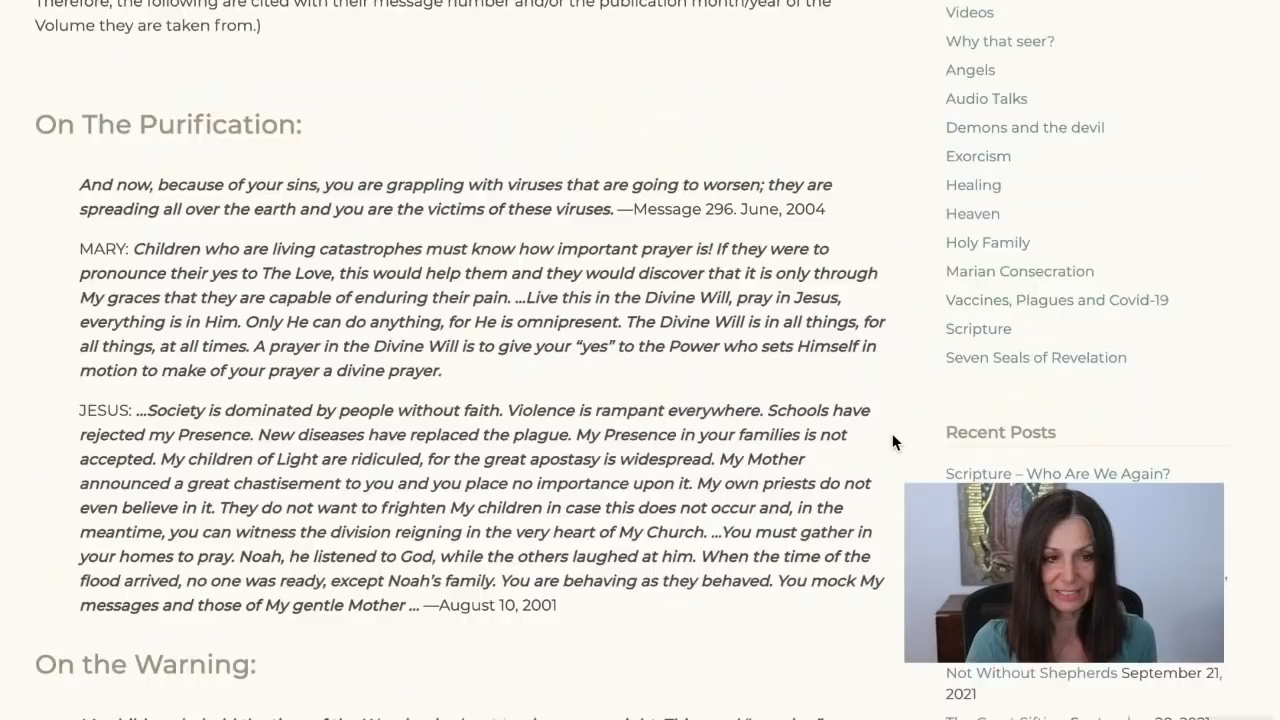 Therefore, the following are cited with their message number and/or the publication month/year of the
Volume they are taken from.)
On The Purification:
And now, because of your sins, you are grappling with viruses that are going to worsen; they are
spreading all over the earth and you are the victims of these viruses. —Message 296. June, 2004
MARY: Children who are living catastrophes must know how important prayer is! If they were to
pronounce their yes to The Love, this would help them and they would discover that it is only through
My graces that they are capable of enduring their pain. …Live this in the Divine Will, pray in Jesus,
everything is in Him. Only He can do anything, for He is omnipresent. The Divine Will is in all things, for
all things, at all times. A prayer in the Divine Will is to give your “yes” to the Power who sets Himself in
motion to make of your prayer a divine prayer.
JESUS: …Society is dominated by people without faith. Violence is rampant everywhere. Schools have
rejected my Presence. New diseases have replaced the plague. My Presence in your families is not
accepted. My children of Light are ridiculed, for the great apostasy is widespread. My Mother
announced a great chastisement to you and you place no importance upon it. My own priests do not
even believe in it. They do not want to frighten My children in case this does not occur and, in the
meantime, you can witness the division reigning in the very heart of My Church. …You must gather in
your homes to pray. Noah, he listened to God, while the others laughed at him. When the time of the
flood arrived, no one was ready, except Noah’s family. You are behaving as they behaved. You mock My
messages and those of My gentle Mother … —August 10, 2001
On the Warning:
Videos
Why that seer?
Angels
Audio Talks
Demons and the devil
Exorcism
Healing
Heaven
Holy Family
Marian Consecration
Vaccines, Plagues and Covid-19
Scripture
Seven Seals of Revelation
Recent Posts
Scripture – Who Are We Again?
Not Without Shepherds September 21,
2021